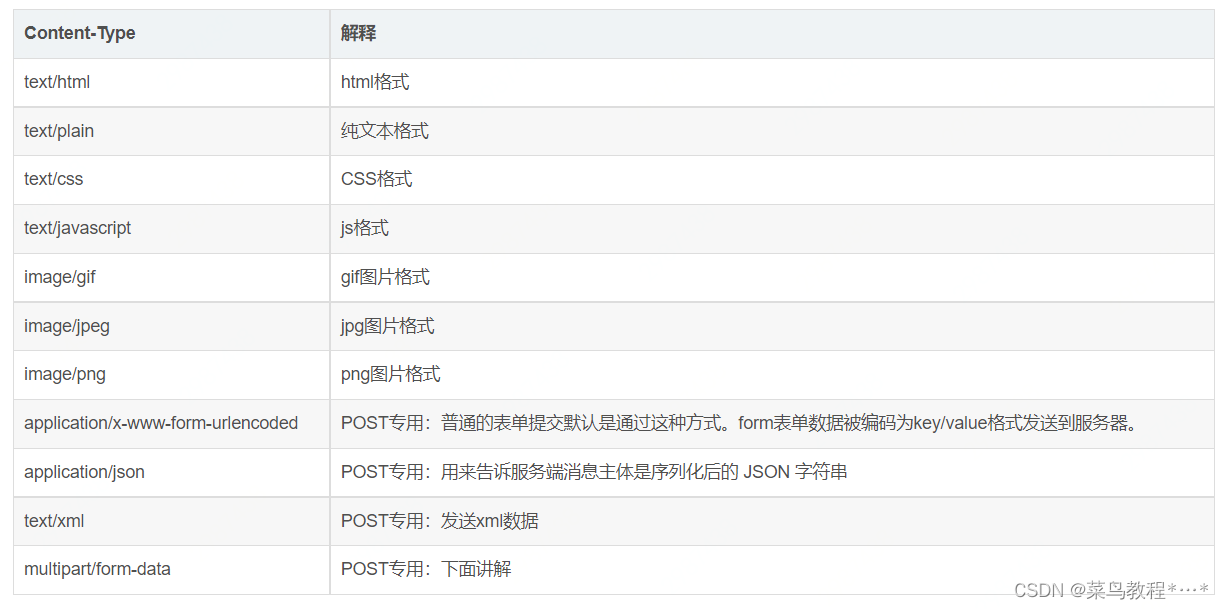 Content-Type 解释
text/html html格式
text/plain 纯文本格式
text/css CSS格式
text/javascript js格式
image/gif gif图片格式
image/jpeg jpg图片格式
image/png png图片格式
application/x-www-form-urlencoded POST专用：普通的表单提交默认是通过这种方式。form表单数据被编码为key/value格式发送到服务器。
application/json POST专用：用来告诉服务端消息主体是序列化后的 JSON 字符串
text/xml POST专用：发送xml数据
multipart/form-data POST专用：下面讲解
CSDN @菜鸟教程*…*